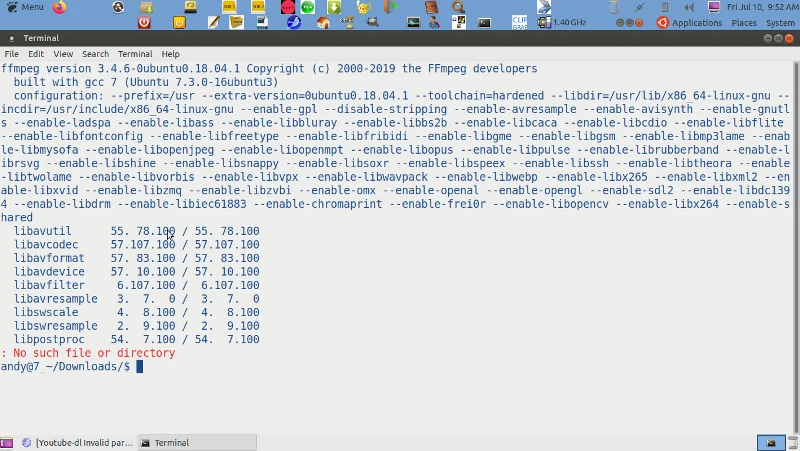 Menu
Fri Jul 10, 9:52 AM
CLIP
GRAB
1.40 GHz
Applications Places System
Terminal
File Edit View Search Terminal Help
ffmpeg version 3.4.6-0ubuntu0.18.04.1 Copyright (c) 2000-2019 the FFmpeg developers
built with gcc 7 (Ubuntu 7.3.0-16ubuntu3)
configuration: --prefix=/usr --extra-version=0ubuntu0.18.04.1 --toolchain=hardened --libdir=/usr/lib/x86_64-linux-gnu --
incdir=/usr/include/x86_64-linux-gnu --enable-gpl --disable-stripping --enable-avresample --enable-avisynth --enable-gnutl
s --enable-ladspa --enable-libass --enable-libbluray --enable-libbs2b --enable-libcaca --enable-libcdio --enable-libflite
--enable-libfontconfig --enable-libfreetype --enable-libfribidi --enable-libgme --enable-libgsm --enable-libmp3lame --enab
le-libmysofa --enable-libopenjpeg --enable-libopenmpt --enable-libopus --enable-libpulse --enable-librubberband --enable-l
ibrsvg --enable-libshine --enable-libsnappy --enable-libsoxr --enable-libspeex --enable-libssh --enable-libtheora --enable
-libtwolame --enable-libvorbis --enable-libvpx --enable-libwavpack --enable-libwebp --enable-libx265 --enable-libxml2 --en
able-libxvid --enable-libzmq --enable-libzvbi --enable-omx --enable-openal --enable-opengl --enable-sdl2 --enable-libdc139
4 --enable-libdrm --enable-libiec61883 --enable-chromaprint --enable-frei0r --enable-libopencv --enable-libx264 --enable-s
hared
libavutil 55. 78.100 / 55. 78.100
libavcodec 57.107.100 / 57.107.100
libavformat 57. 83.100 / 57. 83.100
libavdevice 57. 10.100 / 57. 10.100
libavfilter 6.107.100 / 6.107.100
libavresample 3. 7. 0 / 3. 7. 0
libswscale 4. 8.100 / 4. 8.100
libswresample 2. 9.100 / 2. 9.100
libpostproc 54. 7.100 / 54. 7.100
: No such file or directory
andy@7_~/Downloads/$
[Youtube-dl Invalid par...
Terminal